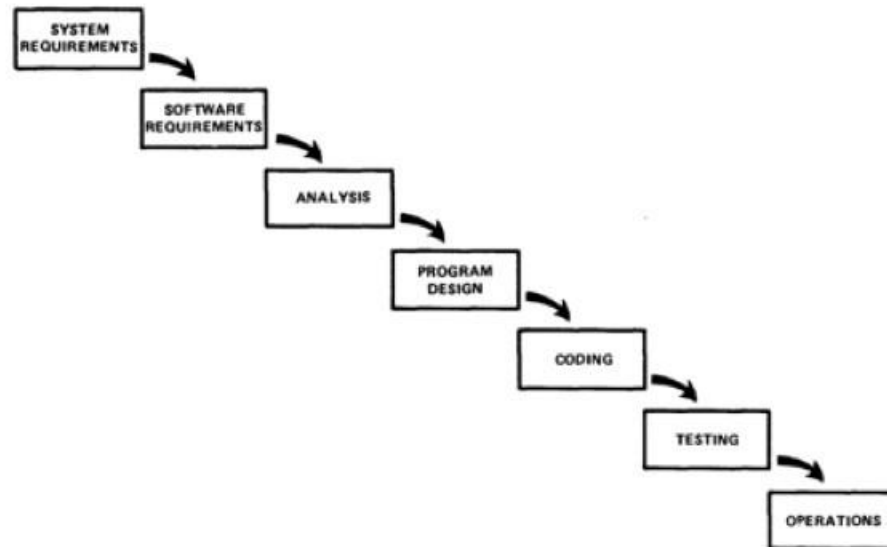 SYSTEM
REQUIREMENTS
SOFTWARE
REQUIREMENTS
ANALYSIS
PROGRAM
DESIGN
CODING
TESTING
OPERATIONS